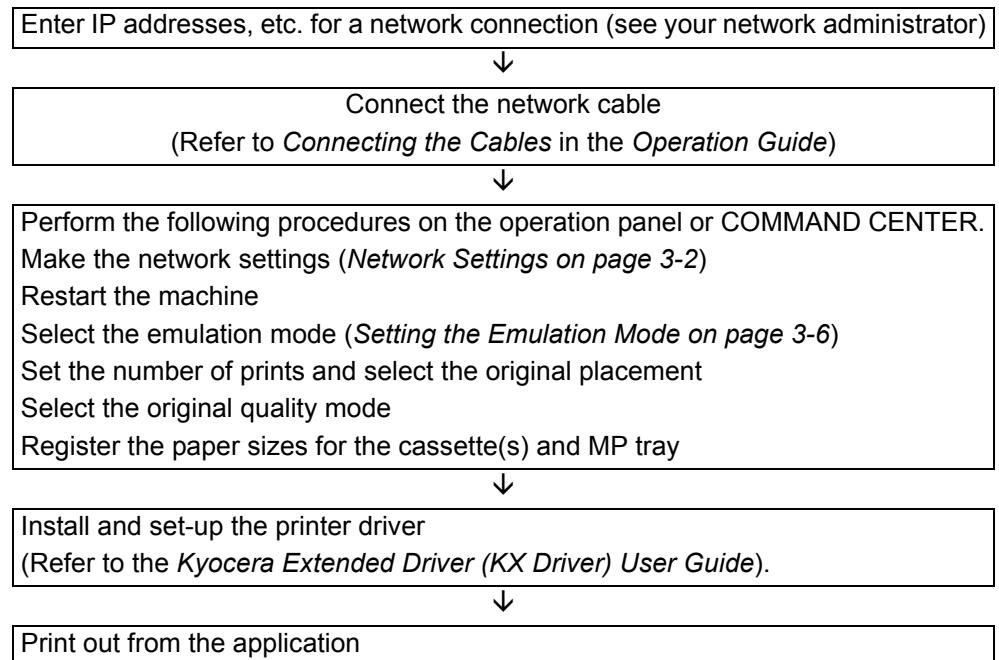 Enter IP addresses, etc. for a network connection (see your network administrator)
Connect the network cable
(Refer to Connecting the Cables in the Operation Guide)
Perform the following procedures on the operation panel or COMMAND CENTER.
Make the network settings (Network Settings on page 3-2)
Restart the machine
Select the emulation mode (Setting the Emulation Mode on page 3-6)
Set the number of prints and select the original placement
Select the original quality mode
Register the paper sizes for the cassette(s) and MP tray
Install and set-up the printer driver
(Refer to the Kyocera Extended Driver (KX Driver) User Guide).
Print out from the application